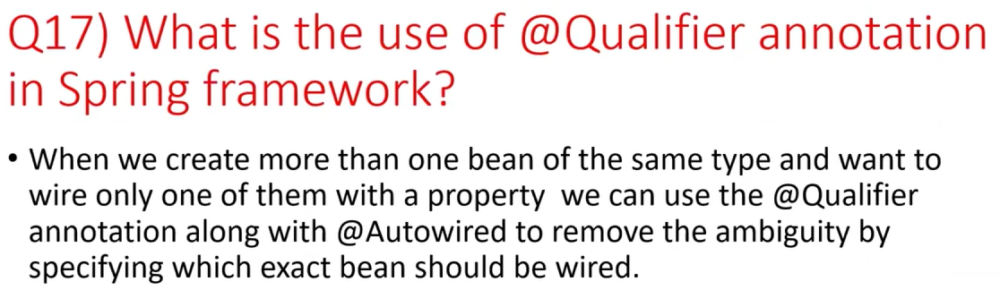 Q17) What is the use of @Qualifier annotation
in Spring framework?
• When we create more than one bean of the same type and want to
wire only one of them with a property  we can use the @Qualifier
annotation along with @Autowired to remove the ambiguity by
specifying which exact bean should be wired.